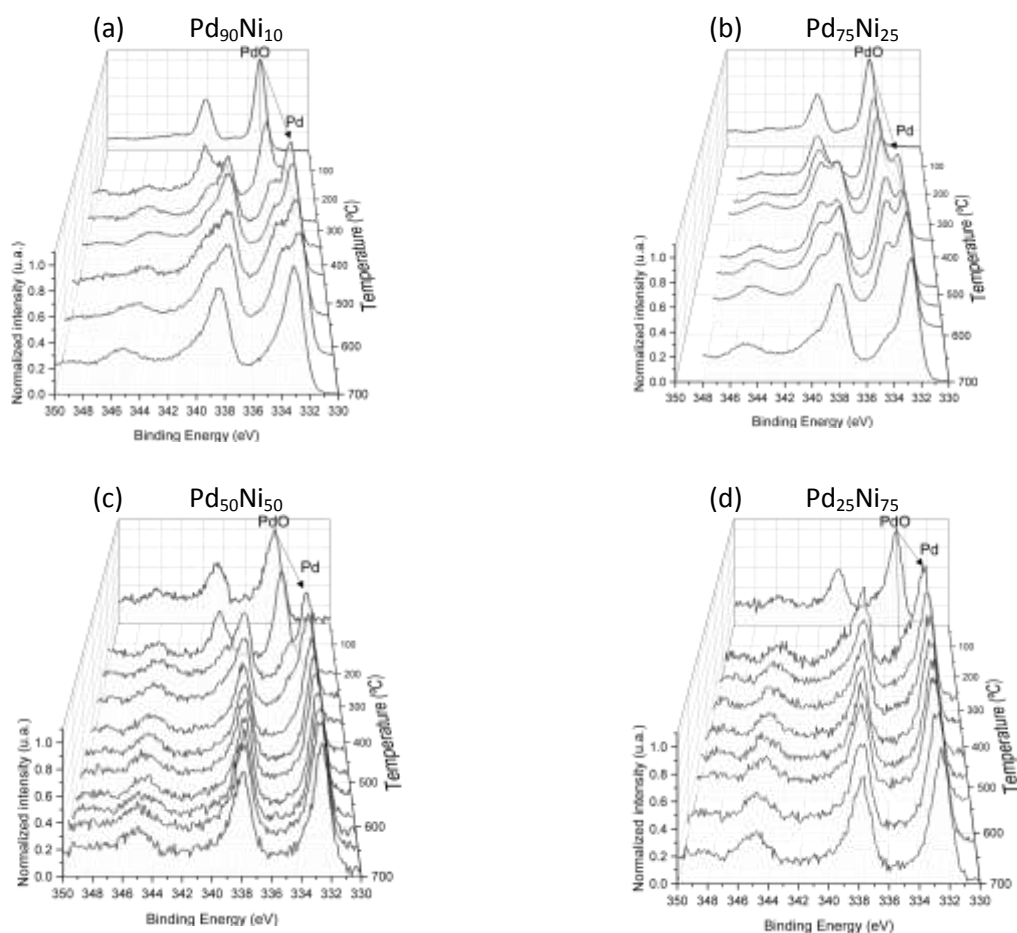 (a) Pd₉₀Ni₁₀
PdO
Pd
100
200
300
400
500
600
700
Temperature (ºC)
Normalized intensity (u.a.)
1.0
0.8
0.6
0.4
0.2
0.0
350 348 346 344 342 340 338 336 334 332 330
Binding Energy (eV)
(b) Pd₇₅Ni₂₅
PdO
Pd
100
200
300
400
500
600
700
Temperature (ºC)
Normalized intensity (u.a.)
1.0
0.8
0.6
0.4
0.2
0.0
350 348 346 344 342 340 338 336 334 332 330
Binding Energy (eV)
(c) Pd₅₀Ni₅₀
PdO
Pd
100
200
300
400
500
600
700
Temperature (ºC)
Normalized intensity (u.a.)
1.0
0.8
0.6
0.4
0.2
0.0
350 348 346 344 342 340 338 336 334 332 330
Binding Energy (eV)
(d) Pd₂₅Ni₇₅
PdO
Pd
100
200
300
400
500
600
700
Temperature (ºC)
Normalized intensity (u.a.)
1.0
0.8
0.6
0.4
0.2
0.0
350 348 346 344 342 340 338 336 334 332 330
Binding Energy (eV)